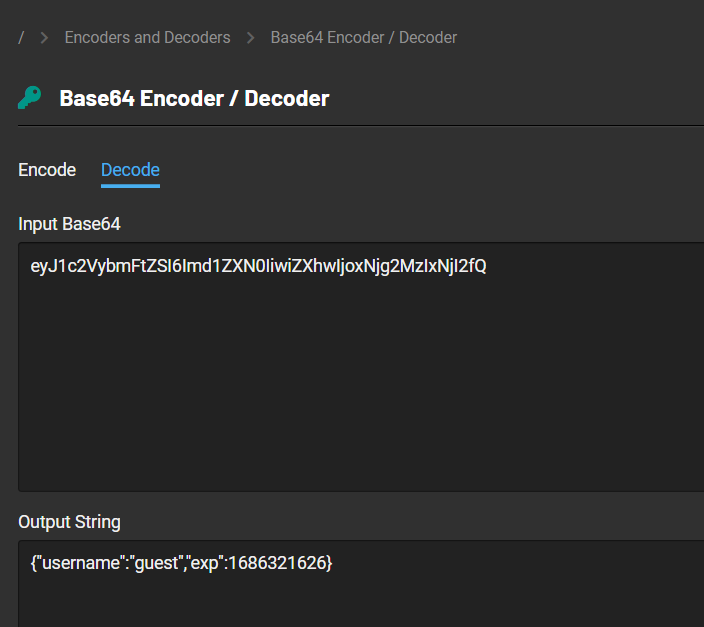 / > Encoders and Decoders > Base64 Encoder / Decoder
Base64 Encoder / Decoder
Encode Decode
Input Base64
eyJ1c2VybmFtZSI6Imd1ZXN0IiwiZXhwIjoxNjg2MzIxNjI2fQ
Output String
{"username":"guest","exp":1686321626}